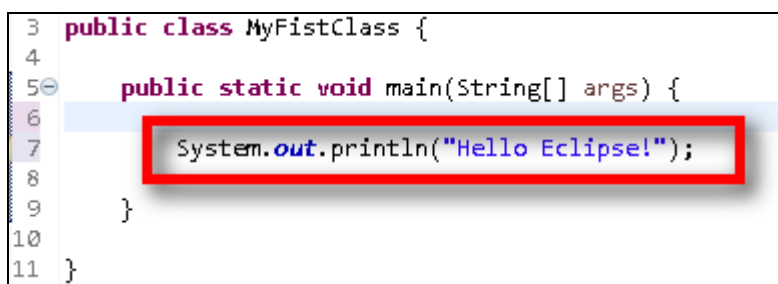 3 public class MyFistClass {
4
5 public static void main(String[] args) {
6
7 System.out.println("Hello Eclipse!");
8
9 }
10
11 }